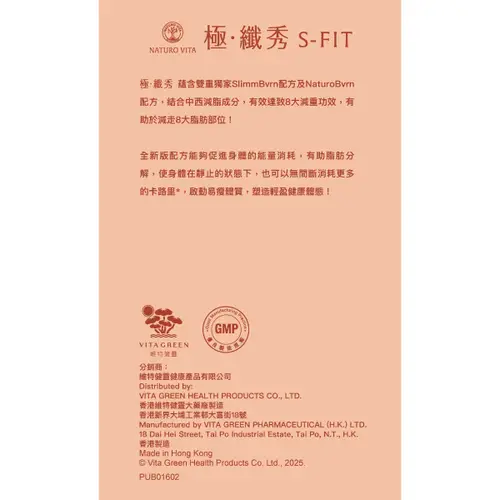 NATURO VITA
極·纖秀 S-FIT
極·纖秀 蘊含雙重獨家SlimmBvrn配方及NaturoBvrn
配方，結合中西減脂成分，有效達致8大減重功效，有
助於減走8大脂肪部位！
全新版配方能夠促進身體的能量消耗，有助脂肪分
解，使身體在靜止的狀態下，也可以無間斷消耗更多
的卡路里*，啟動易瘦體質，塑造輕盈健康體態！
VITAGREEN
維特健靈
Good Manufacturing Practice
GMP
優良藥品製造
分銷商：
維特健靈健康產品有限公司
Distributed by:
VITA GREEN HEALTH PRODUCTS CO., LTD.
香港維特健靈大藥廠製造
香港新界大埔工業邨大喜街18號
Manufactured by VITA GREEN PHARMACEUTICAL (H.K.) LTD.
18 Dai Hei Street, Tai Po Industrial Estate, Tai Po, N.T., H.K.
香港製造
Made in Hong Kong
© Vita Green Health Products Co. Ltd., 2025.
PUB01602